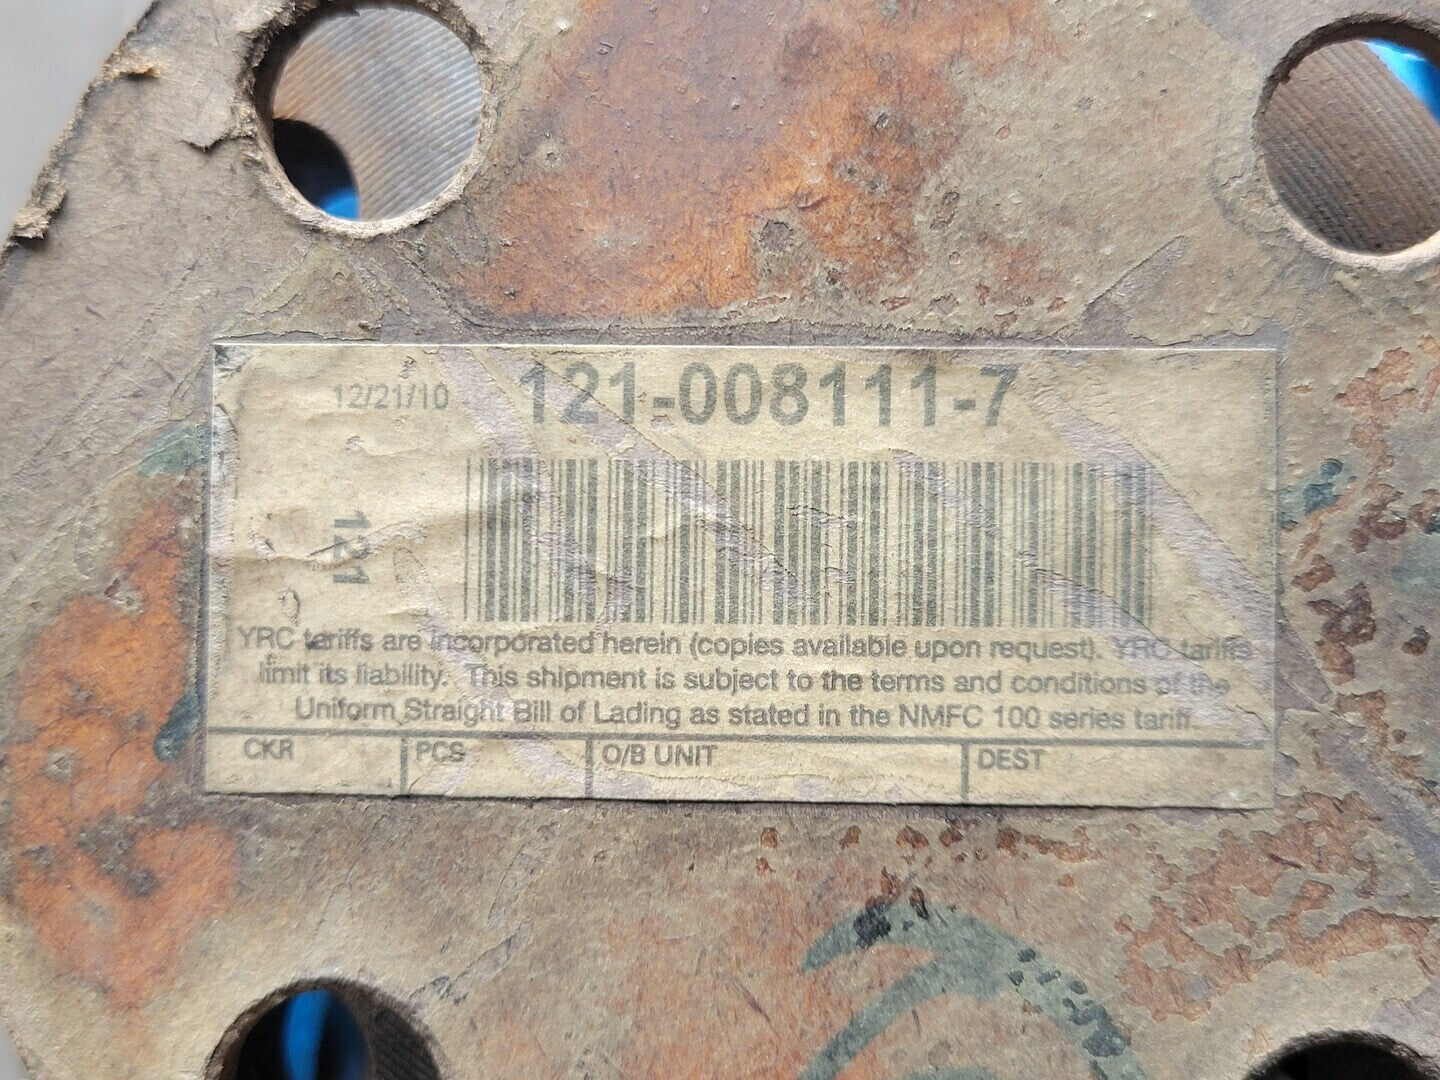 12/21/10 121-008111-7
121
YRC tariffs are incorporated herein (copies available upon request). YRC tariffs
limit its liability. This shipment is subject to the terms and conditions of the
Uniform Straight Bill of Lading as stated in the NMFC 100 series tariff.
CKR PCS O/B UNIT DEST